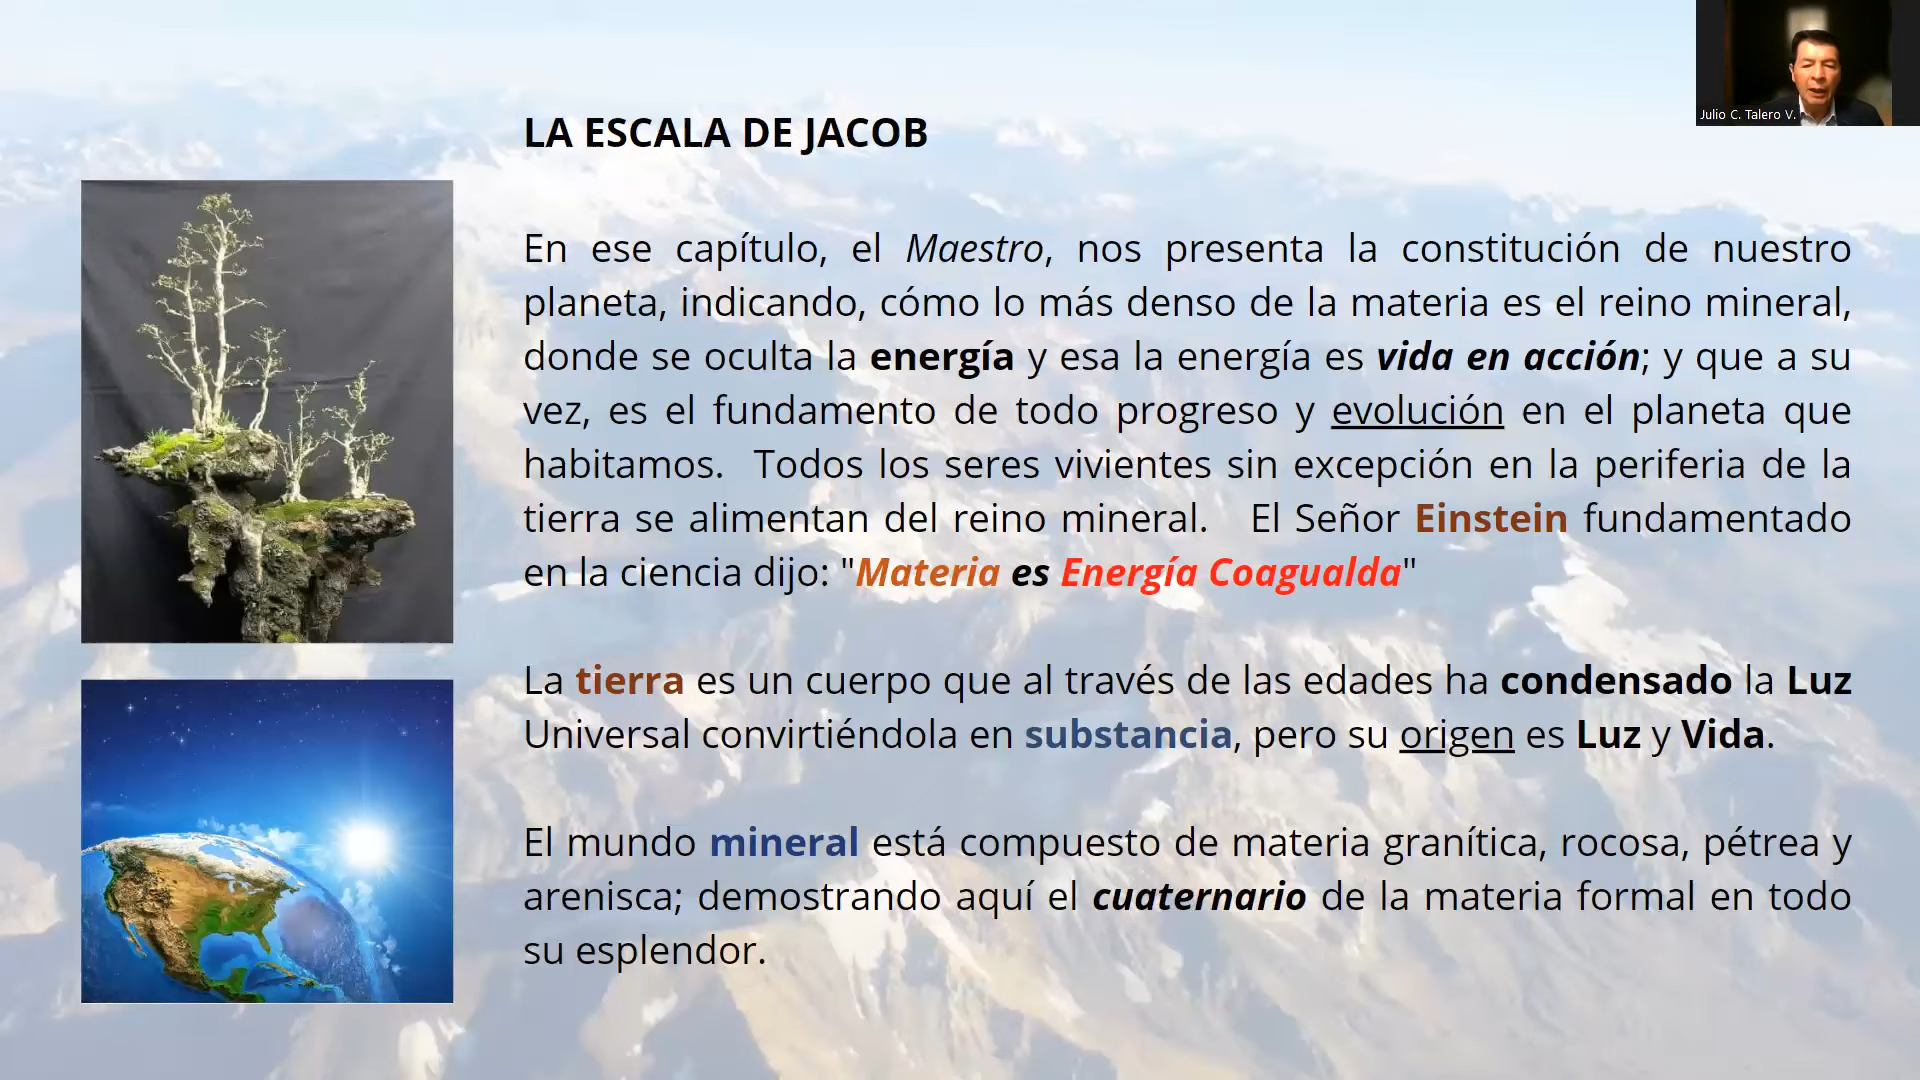 Julio C. Talero V.
LA ESCALA DE JACOB
En ese capítulo, el Maestro, nos presenta la constitución de nuestro
planeta, indicando, cómo lo más denso de la materia es el reino mineral,
donde se oculta la energía y esa la energía es vida en acción; y que a su
vez, es el fundamento de todo progreso y evolución en el planeta que
habitamos. Todos los seres vivientes sin excepción en la periferia de la
tierra se alimentan del reino mineral. El Señor Einstein fundamentado
en la ciencia dijo: "Materia es Energía Coagualda"
La tierra es un cuerpo que al través de las edades ha condensado la Luz
Universal convirtiéndola en substancia, pero su origen es Luz y Vida.
El mundo mineral está compuesto de materia granítica, rocosa, pétrea y
arenisca; demostrando aquí el cuaternario de la materia formal en todo
su esplendor.